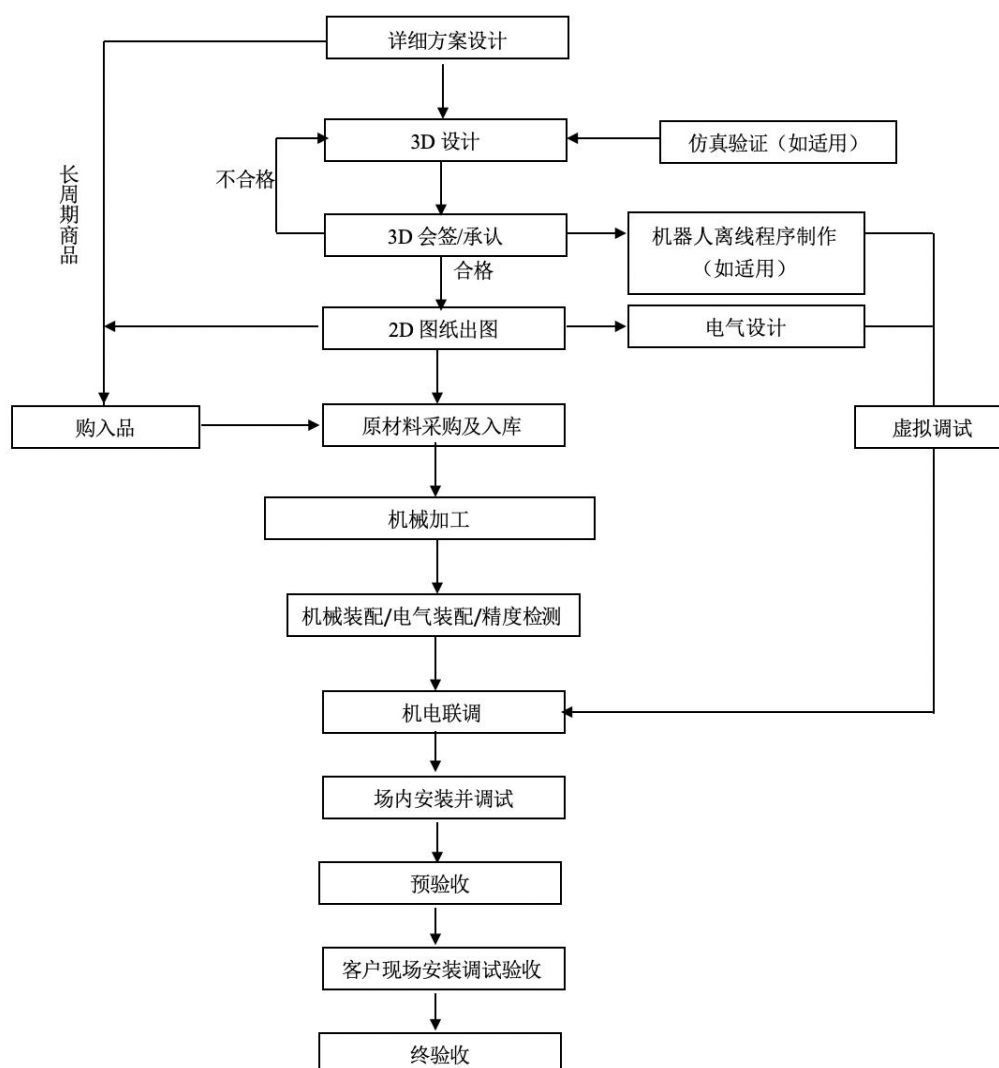 详细方案设计
3D 设计
仿真验证（如适用）
不合格
长周期商品
3D 会签/承认
机器人离线程序制作
（如适用）
合格
2D 图纸出图
电气设计
购入品
原材料采购及入库
虚拟调试
机械加工
机械装配/电气装配/精度检测
机电联调
场内安装并调试
预验收
客户现场安装调试验收
终验收